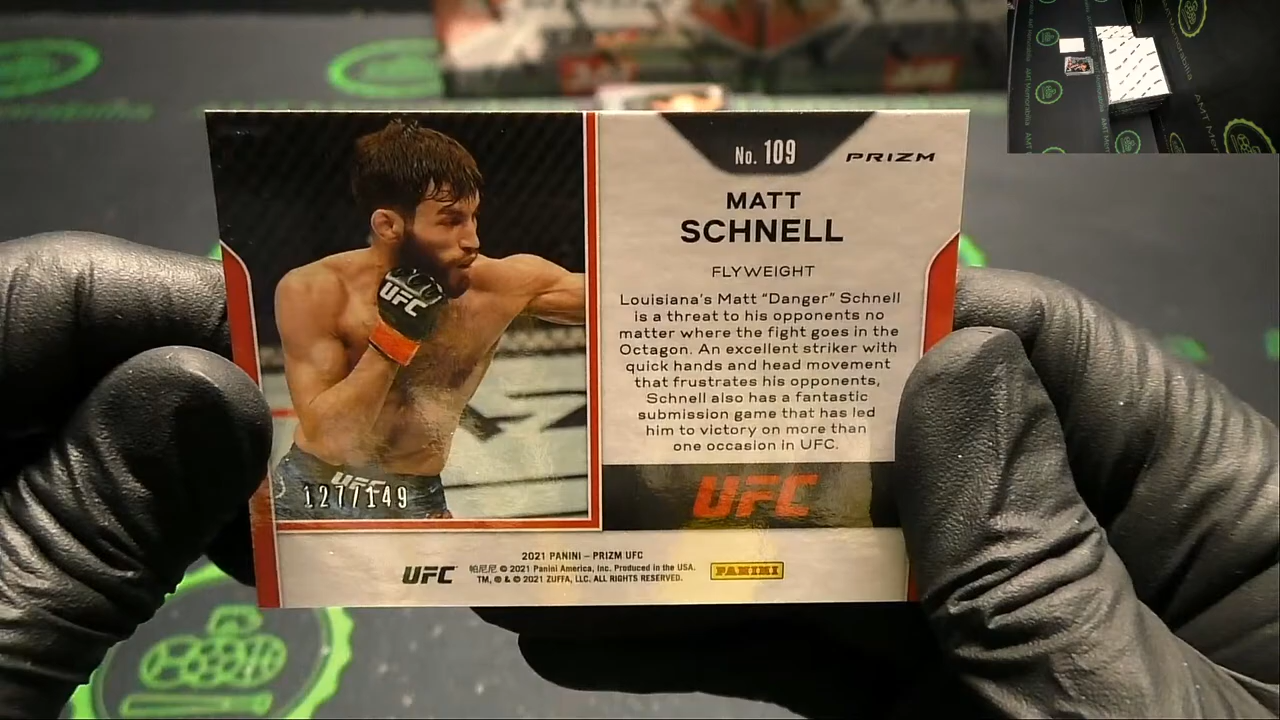 No. 109
PRIZM
MATT
SCHNELL
FLYWEIGHT
Louisiana's Matt "Danger" Schnell
is a threat to his opponents no
matter where the fight goes in the
Octagon. An excellent striker with
quick hands and head movement
that frustrates his opponents,
Schnell also has a fantastic
submission game that has led
him to victory on more than
one occasion in UFC.
UFC
UFC
UFC
127/149
2021 PANINI – PRIZM UFC
UFC
帕尼尼 © 2021 Panini America, Inc. Produced in the USA.
TM, ® & © 2021 ZUFFA, LLC. ALL RIGHTS RESERVED.
PANINI